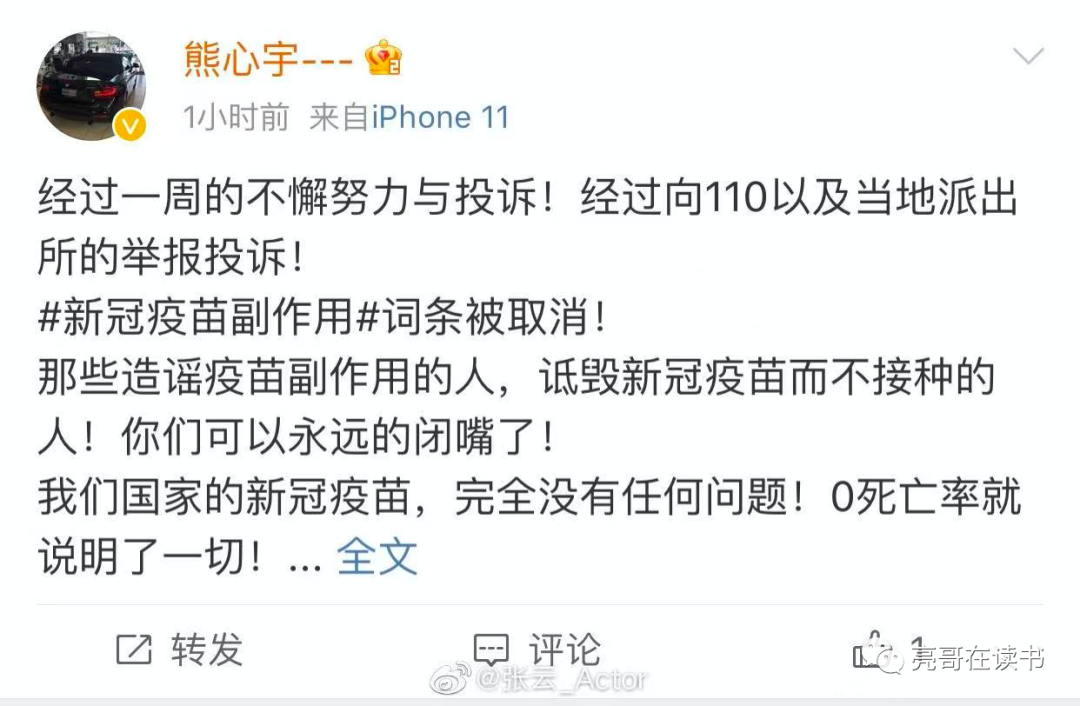 熊心宇---
1小时前 来自iPhone 11
经过一周的不懈努力与投诉！经过向110以及当地派出
所的举报投诉！
#新冠疫苗副作用#词条被取消！
那些造谣疫苗副作用的人，诋毁新冠疫苗而不接种的
人！你们可以永远的闭嘴了！
我们国家的新冠疫苗，完全没有任何问题！0死亡率就
说明了一切！... 全文
转发 评论 1
亮哥在读书
@张云_Actor